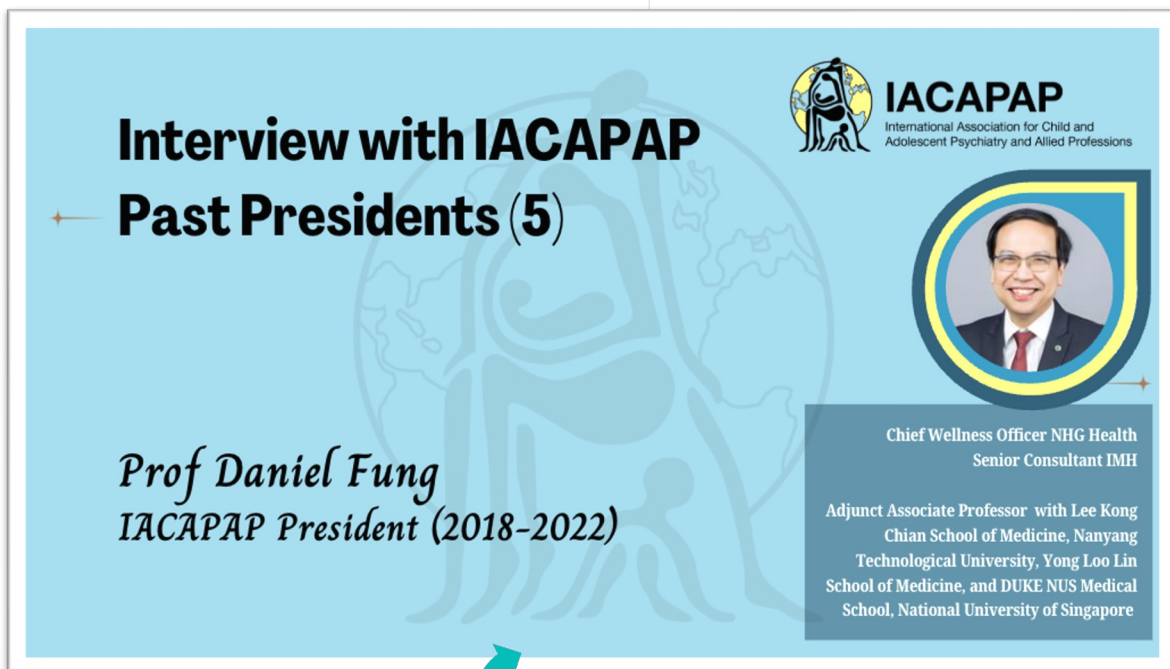 Interview with IACAPAP
Past Presidents (5)
IACAPAP
International Association for Child and
Adolescent Psychiatry and Allied Professions
Prof Daniel Fung
IACAPAP President (2018-2022)
Chief Wellness Officer NHG Health
Senior Consultant IMH
Adjunct Associate Professor with Lee Kong
Chian School of Medicine, Nanyang
Technological University, Yong Loo Lin
School of Medicine, and DUKE NUS Medical
School, National University of Singapore